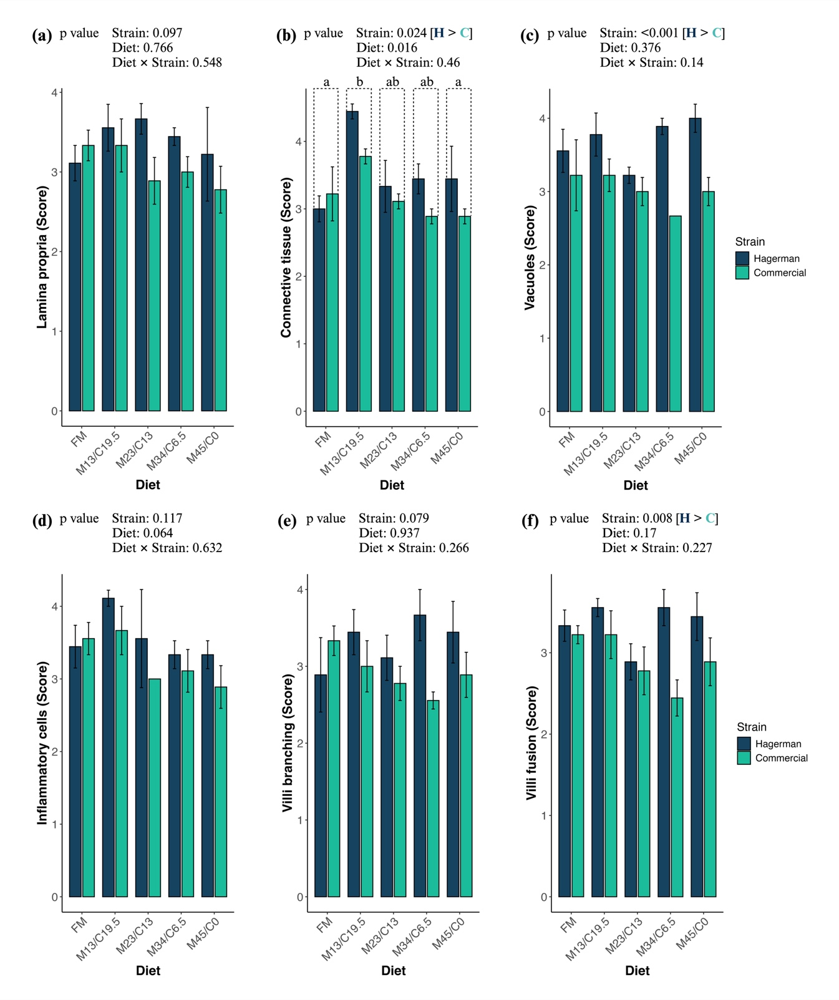 (a) p value Strain: 0.097
Diet: 0.766
Diet × Strain: 0.548
4
3
2
1
0
Lamina propria (Score)
FM
M13/C19.5
M23/C13
M34/C6.5
M45/C0
Diet
(b) p value Strain: 0.024 [H > C]
Diet: 0.016
Diet × Strain: 0.46
a b ab ab a
4
3
2
1
0
Connective tissue (Score)
FM
M13/C19.5
M23/C13
M34/C6.5
M45/C0
Diet
(c) p value Strain: <0.001 [H > C]
Diet: 0.376
Diet × Strain: 0.14
4
3
2
1
0
Vacuoles (Score)
FM
M13/C19.5
M23/C13
M34/C6.5
M45/C0
Diet
Strain
Hagerman
Commercial
(d) p value Strain: 0.117
Diet: 0.064
Diet × Strain: 0.632
4
3
2
1
0
Inflammatory cells (Score)
FM
M13/C19.5
M23/C13
M34/C6.5
M45/C0
Diet
(e) p value Strain: 0.079
Diet: 0.937
Diet × Strain: 0.266
4
3
2
1
0
Villi branching (Score)
FM
M13/C19.5
M23/C13
M34/C6.5
M45/C0
Diet
(f) p value Strain: 0.008 [H > C]
Diet: 0.17
Diet × Strain: 0.227
3
2
1
0
Villi fusion (Score)
FM
M13/C19.5
M23/C13
M34/C6.5
M45/C0
Diet
Strain
Hagerman
Commercial